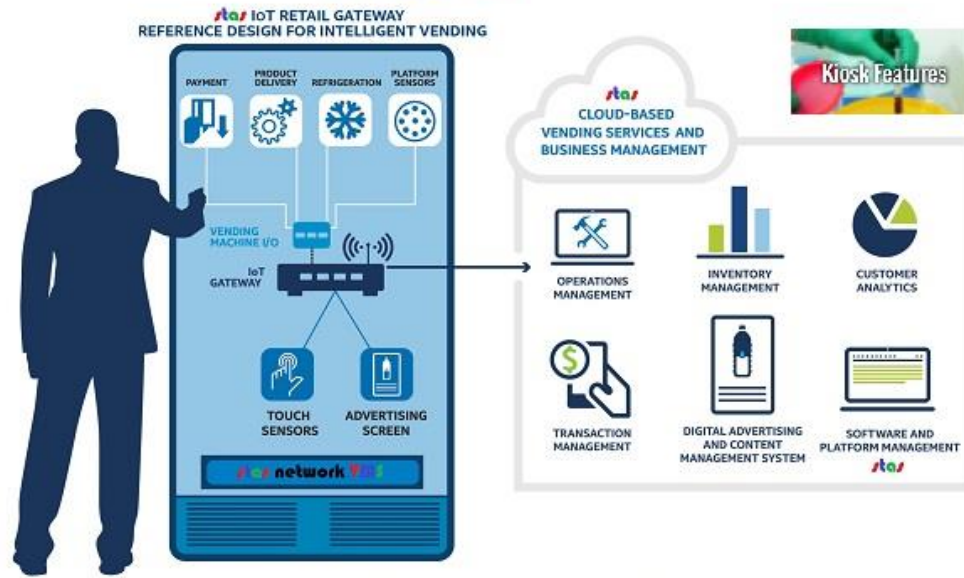 stas IoT RETAIL GATEWAY
REFERENCE DESIGN FOR INTELLIGENT VENDING
PAYMENT
PRODUCT
DELIVERY
REFRIGERATION
PLATFORM
SENSORS
VENDING
MACHINE I/O
IoT
GATEWAY
TOUCH
SENSORS
ADVERTISING
SCREEN
stas network VMS
Kiosk Features
stas
CLOUD-BASED
VENDING SERVICES AND
BUSINESS MANAGEMENT
OPERATIONS
MANAGEMENT
INVENTORY
MANAGEMENT
CUSTOMER
ANALYTICS
$
TRANSACTION
MANAGEMENT
DIGITAL ADVERTISING
AND CONTENT
MANAGEMENT SYSTEM
SOFTWARE AND
PLATFORM MANAGEMENT
stas